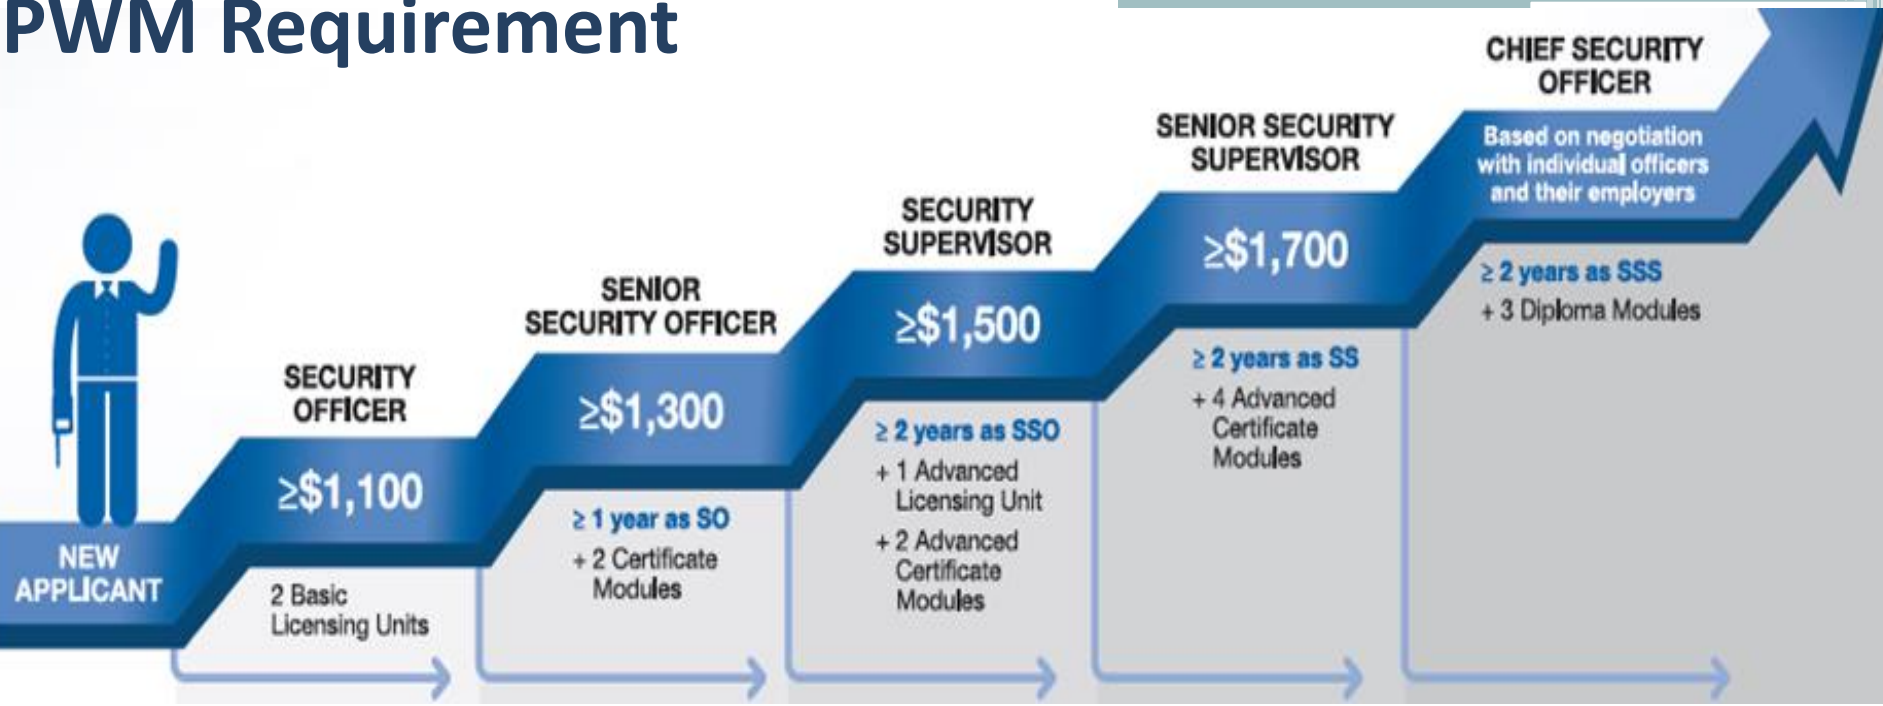 PWM Requirement
NEW
APPLICANT
SECURITY
OFFICER
≥$1,100
2 Basic
Licensing Units
SENIOR
SECURITY OFFICER
≥$1,300
≥ 1 year as SO
+ 2 Certificate
Modules
SECURITY
SUPERVISOR
≥$1,500
≥ 2 years as SSO
+ 1 Advanced
Licensing Unit
+ 2 Advanced
Certificate
Modules
SENIOR SECURITY
SUPERVISOR
≥$1,700
≥ 2 years as SS
+ 4 Advanced
Certificate
Modules
CHIEF SECURITY
OFFICER
Based on negotiation
with individual officers
and their employers
≥ 2 years as SSS
+ 3 Diploma Modules